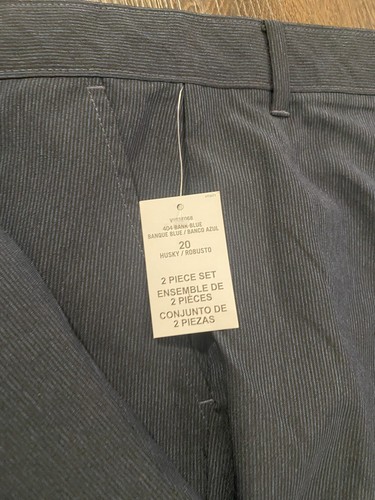 404-BANK-BLUE
BANQUE BLUE / BANCO AZUL
20
HUSKY / ROBUSTO
2 PIECE SET
ENSEMBLE DE
2 PIÈCES
CONJUNTO DE
2 PIEZAS